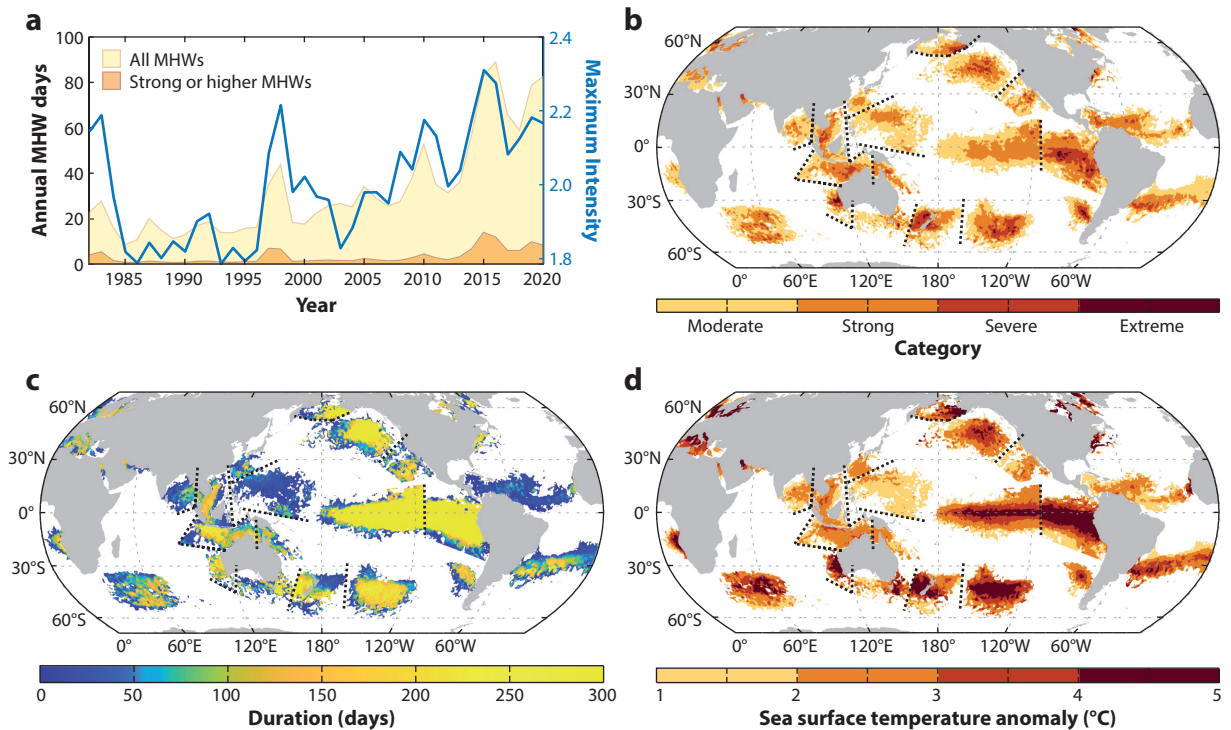 a
100
80
60
40
20
0
Annual MHW days
All MHWs
Strong or higher MHWs
2.4
2.2
2.0
1.8
Maximum Intensity
1985 1990 1995 2000 2005 2010 2015 2020
Year
b
60°N
30°N
0°
30°S
60°S
0° 60°E 120°E 180° 120°W 60°W
Moderate Strong Severe Extreme
Category
c
60°N
30°N
0°
30°S
60°S
0° 60°E 120°E 180° 120°W 60°W
0 50 100 150 200 250 300
Duration (days)
d
60°N
30°N
0°
30°S
60°S
0° 60°E 120°E 180° 120°W 60°W
1 2 3 4 5
Sea surface temperature anomaly (°C)